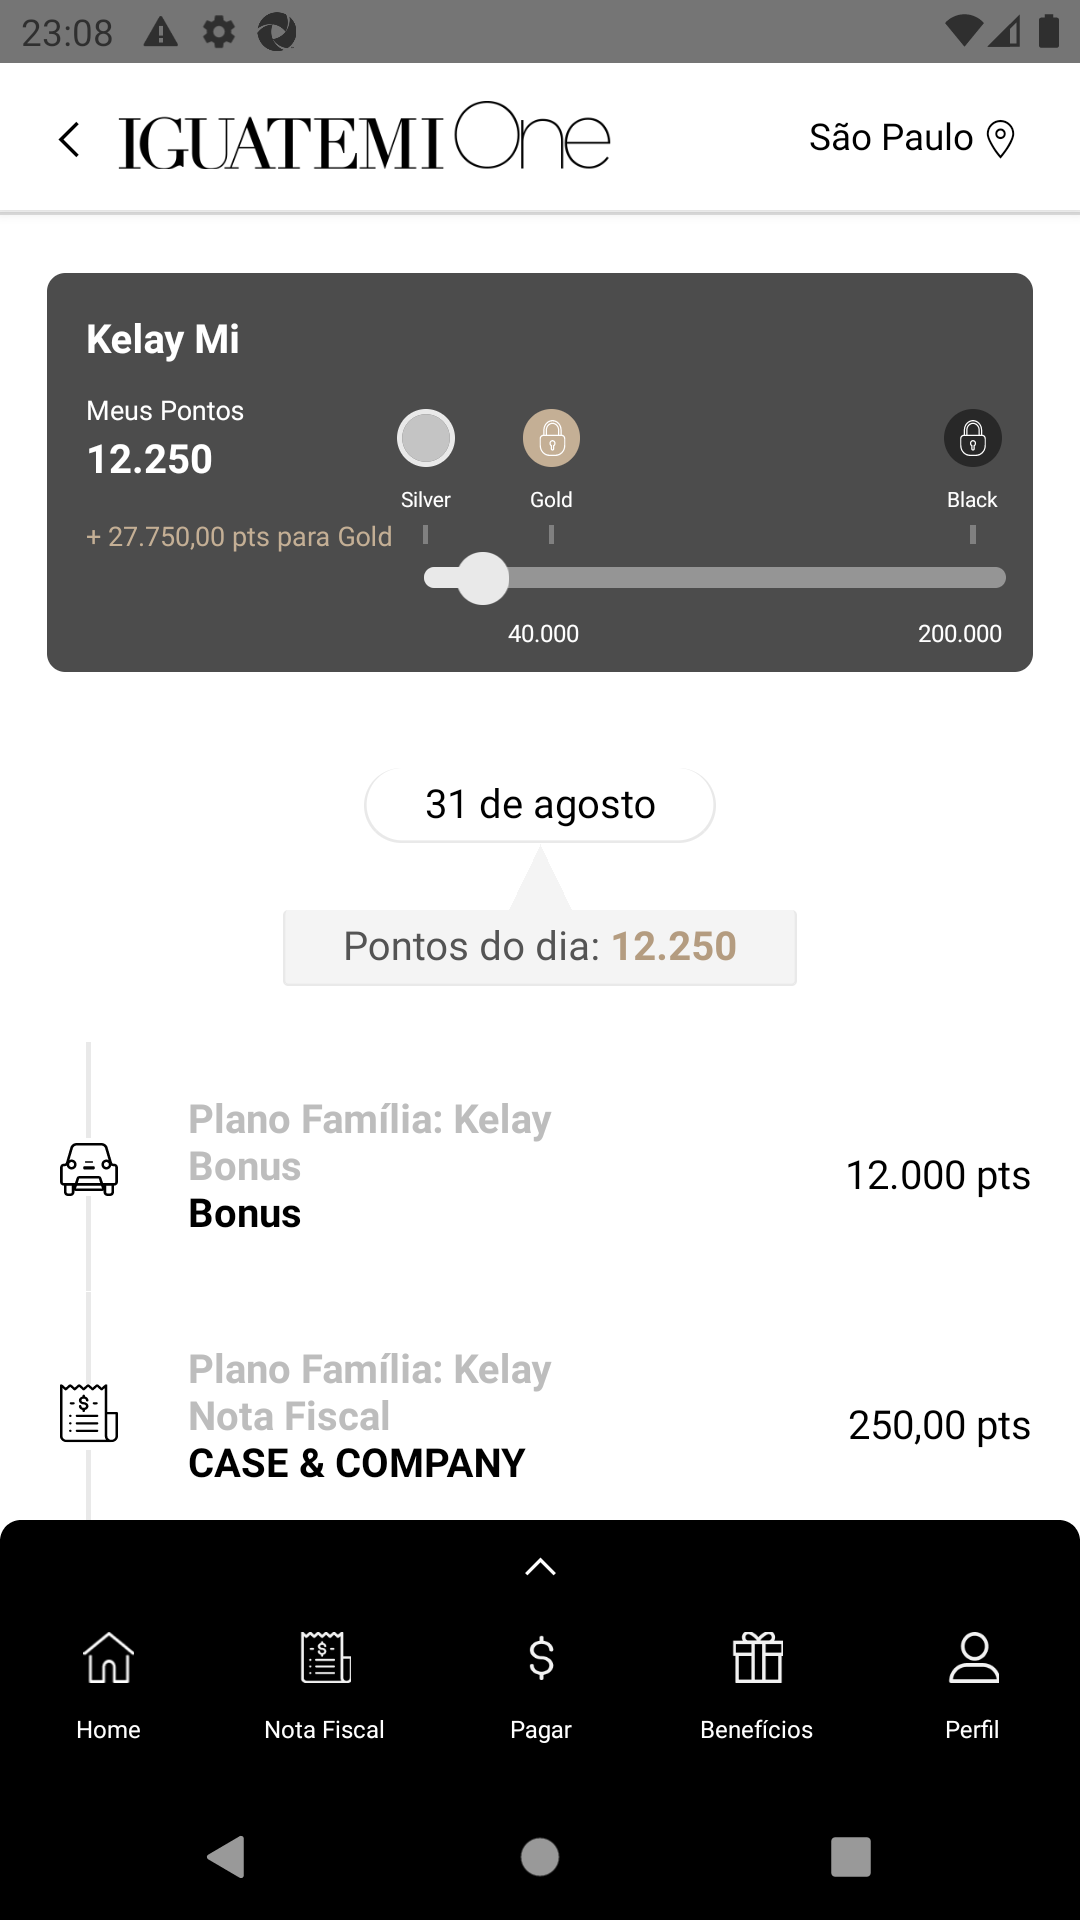 23:08
IGUATEMI One
São Paulo
Kelay Mi
Meus Pontos
12.250
+ 27.750,00 pts para Gold
Silver
Gold
Black
40.000
200.000
31 de agosto
Pontos do dia: 12.250
Plano Família: Kelay
Bonus
Bonus
12.000 pts
Plano Família: Kelay
Nota Fiscal
CASE & COMPANY
250,00 pts
Home
Nota Fiscal
Pagar
Benefícios
Perfil